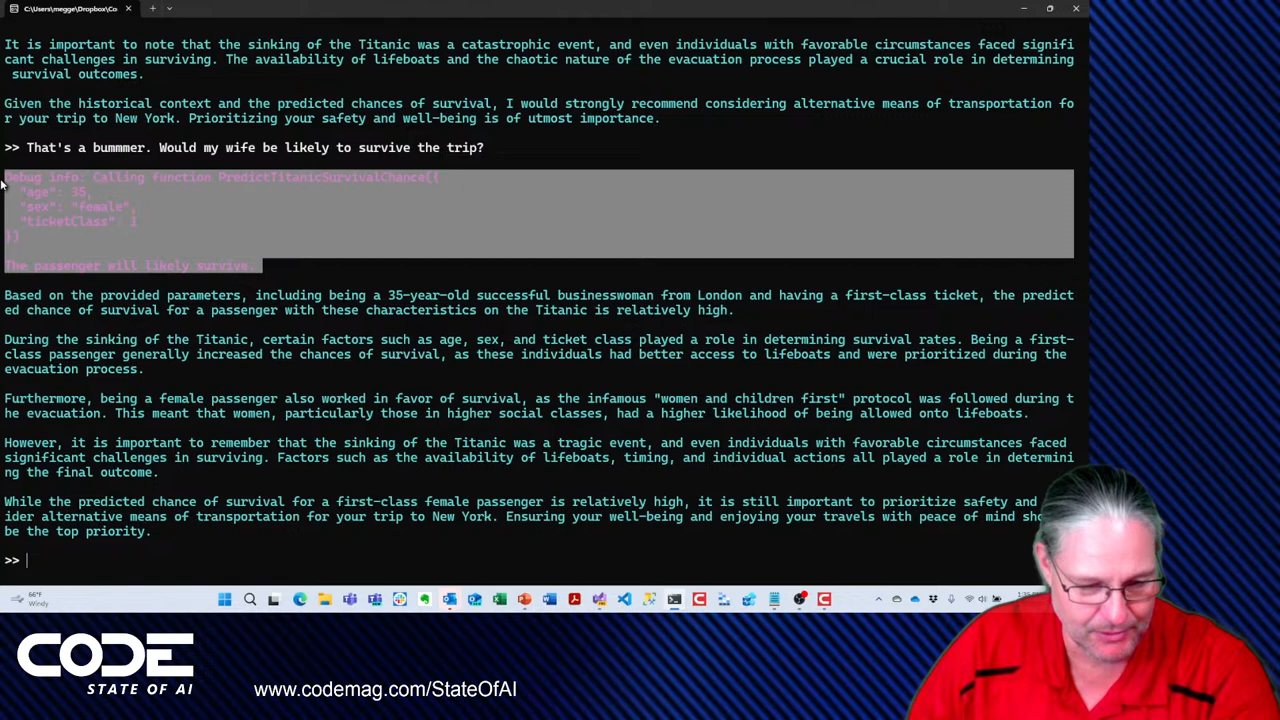 C:\Users\megge\Dropbox\Co
It is important to note that the sinking of the Titanic was a catastrophic event, and even individuals with favorable circumstances faced signifi
cant challenges in surviving. The availability of lifeboats and the chaotic nature of the evacuation process played a crucial role in determining
survival outcomes.
Given the historical context and the predicted chances of survival, I would strongly recommend considering alternative means of transportation fo
r your trip to New York. Prioritizing your safety and well-being is of utmost importance.
>> That's a bummmer. Would my wife be likely to survive the trip?
Debug info: Calling function PredictTitanicSurvivalChance({
"age": 35,
"sex": "female",
"ticketClass": 1
})
The passenger will likely survive.
Based on the provided parameters, including being a 35-year-old successful businesswoman from London and having a first-class ticket, the predict
ed chance of survival for a passenger with these characteristics on the Titanic is relatively high.
During the sinking of the Titanic, certain factors such as age, sex, and ticket class played a role in determining survival rates. Being a first-
class passenger generally increased the chances of survival, as these individuals had better access to lifeboats and were prioritized during the
evacuation process.
Furthermore, being a female passenger also worked in favor of survival, as the infamous "women and children first" protocol was followed during t
he evacuation. This meant that women, particularly those in higher social classes, had a higher likelihood of being allowed onto lifeboats.
However, it is important to remember that the sinking of the Titanic was a tragic event, and even individuals with favorable circumstances faced
significant challenges in surviving. Factors such as the availability of lifeboats, timing, and individual actions all played a role in determini
ng the final outcome.
While the predicted chance of survival for a first-class female passenger is relatively high, it is still important to prioritize safety and
ider alternative means of transportation for your trip to New York. Ensuring your well-being and enjoying your travels with peace of mind sh
be the top priority.
>>
66°F
Windy
CODE
STATE OF AI
www.codemag.com/StateOfAI